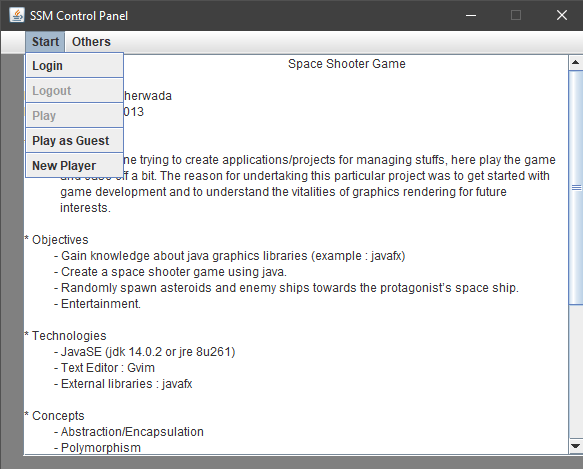 SSM Control Panel
Start Others
Login
Logout
Play
Play as Guest
New Player
Space Shooter Game
herwada
013
ne trying to create applications/projects for managing stuffs, here play the game
off a bit. The reason for undertaking this particular project was to get started with
game development and to understand the vitalities of graphics rendering for future
interests.
* Objectives
- Gain knowledge about java graphics libraries (example : javafx)
- Create a space shooter game using java.
- Randomly spawn asteroids and enemy ships towards the protagonist's space ship.
- Entertainment.
* Technologies
- JavaSE (jdk 14.0.2 or jre 8u261)
- Text Editor : Gvim
- External libraries : javafx
* Concepts
- Abstraction/Encapsulation
- Polymorphism